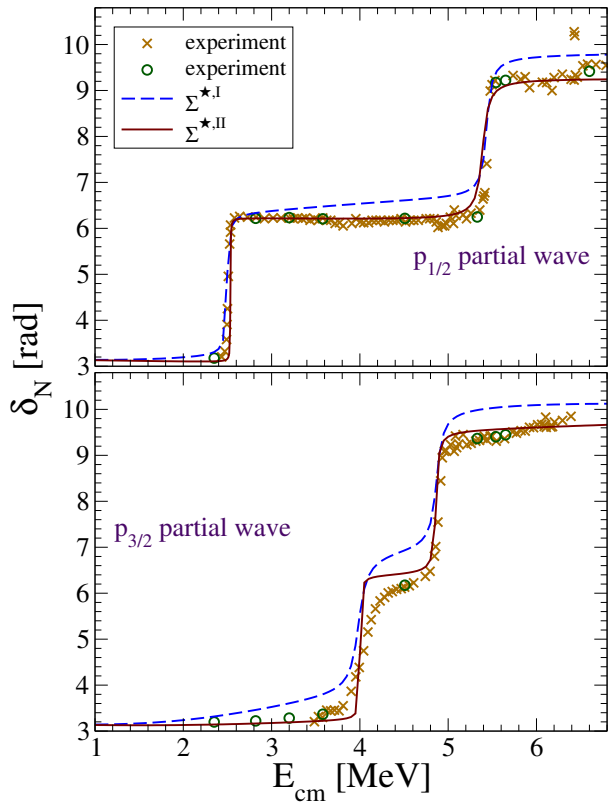 10
9
8
7
6
5
4
3
experiment
experiment
Σ★,I
Σ★,II
p1/2 partial wave
δN [rad]
10
9
8
7
6
5
4
3
p3/2 partial wave
1 2 3 4 5 6
Ecm [MeV]